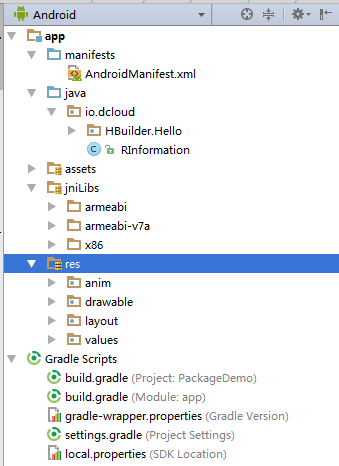 Android
app
manifests
AndroidManifest.xml
java
io.dcloud
HBuilder.Hello
RInformation
assets
jniLibs
armeabi
armeabi-v7a
x86
res
anim
drawable
layout
values
Gradle Scripts
build.gradle (Project: PackageDemo)
build.gradle (Module: app)
gradle-wrapper.properties (Gradle Version)
settings.gradle (Project Settings)
local.properties (SDK Location)